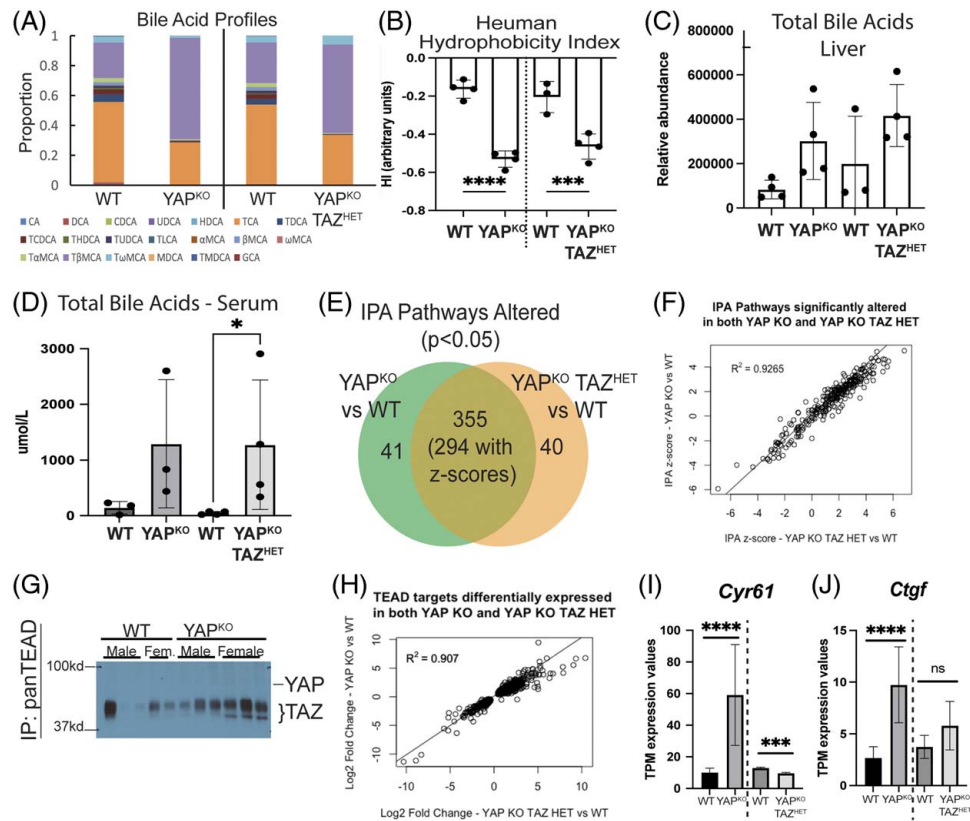 (A)
Bile Acid Profiles
Proportion
1
0.8
0.6
0.4
0.2
0
WT
YAPKO
WT
YAPKO
TAZHET
CA
DCA
CDCA
UDCA
HDCA
TCA
TDCA
TCDCA
THDCA
TUDCA
TLCA
αMCA
βMCA
ωMCA
TαMCA
TβMCA
TωMCA
MDCA
TMDCA
GCA
(B)
Heuman
Hydrophobicity Index
HI (arbitrary units)
0.0
-0.2
-0.4
-0.6
-0.8
****
***
WT
YAPKO
WT
YAPKO
TAZHET
(C)
Total Bile Acids
Liver
Relative abundance
800000
600000
400000
200000
0
WT
YAPKO
WT
YAPKO
TAZHET
(D)
Total Bile Acids - Serum
umol/L
3000
2000
1000
0
*
WT
YAPKO
WT
YAPKO
TAZHET
(E)
IPA Pathways Altered
(p<0.05)
YAPKO
vs WT
YAPKO TAZHET
vs WT
41
355
(294 with
z-scores)
40
(F)
IPA Pathways significantly altered
in both YAP KO and YAP KO TAZ HET
R2 = 0.9265
IPA z-score - YAP KO vs WT
4
2
0
-2
-4
-6
-6
-4
-2
0
2
4
6
IPA z-score - YAP KO TAZ HET vs WT
(G)
IP: panTEAD
WT
YAPKO
Male
Fem.
Male
Female
100kd
37kd
YAP
}TAZ
(H)
TEAD targets differentially expressed
in both YAP KO and YAP KO TAZ HET
R2 = 0.907
Log2 Fold Change - YAP KO vs WT
10
5
0
-5
-10
-10
-5
0
5
10
Log2 Fold Change - YAP KO TAZ HET vs WT
(I)
Cyr61
TPM expression values
100
80
60
40
20
0
****
***
WT
YAPKO
WT
YAPKO
TAZHET
(J)
Ctgf
TPM expression values
15
10
5
0
****
ns
WT
YAPKO
WT
YAPKO
TAZHET